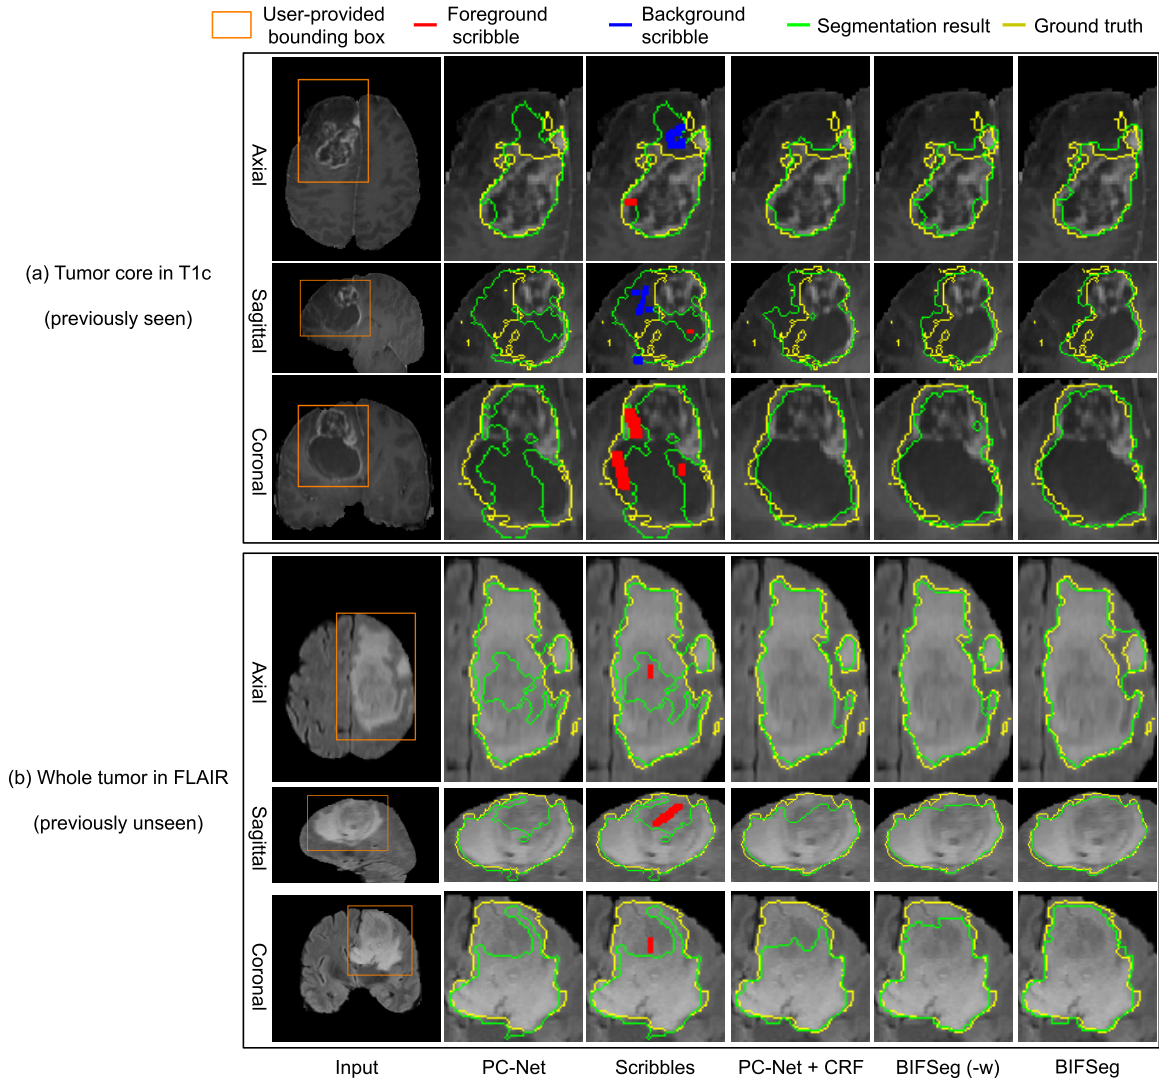 User-provided
bounding box
Foreground
scribble
Background
scribble
Segmentation result
Ground truth
(a) Tumor core in T1c
(previously seen)
Axial
Sagittal
Coronal
(b) Whole tumor in FLAIR
(previously unseen)
Axial
Sagittal
Coronal
Input
PC-Net
Scribbles
PC-Net + CRF
BIFSeg (-w)
BIFSeg